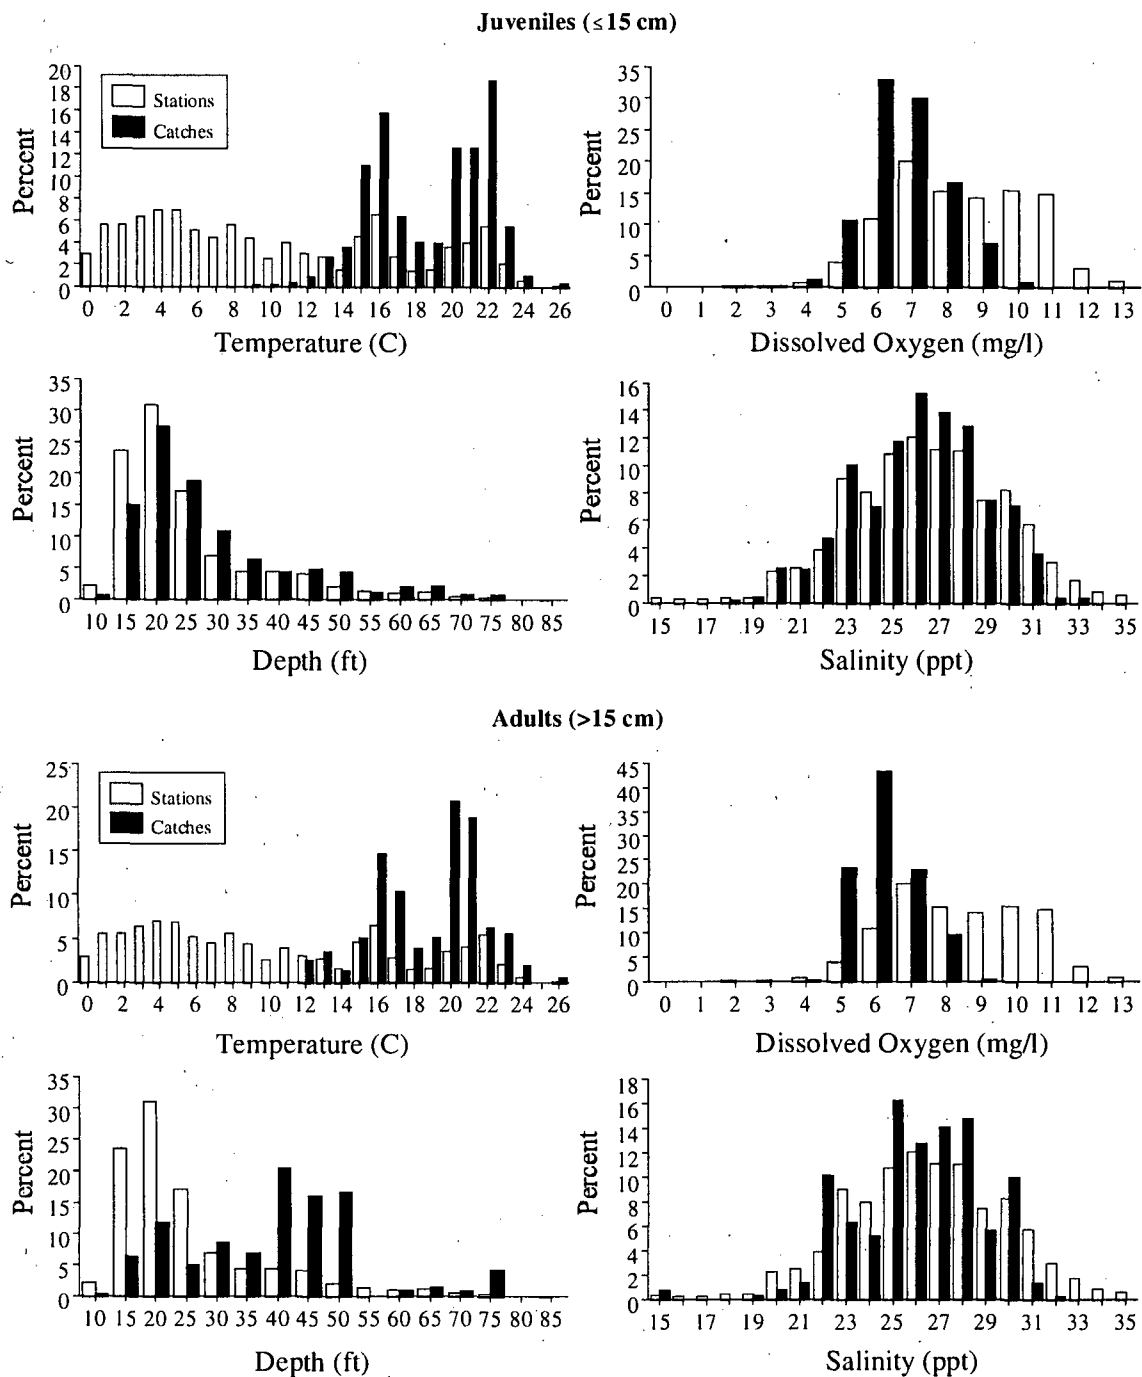 Juveniles (≤15 cm)
20
18
16
14
12
10
8
6
4
2
0
Percent
Stations
Catches
0 2 4 6 8 10 12 14 16 18 20 22 24 26
Temperature (C)
35
30
25
20
15
10
5
0
Percent
0 1 2 3 4 5 6 7 8 9 10 11 12 13
Dissolved Oxygen (mg/l)
35
30
25
20
15
10
5
0
Percent
10 15 20 25 30 35 40 45 50 55 60 65 70 75 80 85
Depth (ft)
16
14
12
10
8
6
4
2
0
Percent
15 17 19 21 23 25 27 29 31 33 35
Salinity (ppt)
Adults (>15 cm)
25
20
15
10
5
0
Percent
Stations
Catches
0 2 4 6 8 10 12 14 16 18 20 22 24 26
Temperature (C)
45
40
35
30
25
20
15
10
5
0
Percent
0 1 2 3 4 5 6 7 8 9 10 11 12 13
Dissolved Oxygen (mg/l)
35
30
25
20
15
10
5
0
Percent
10 15 20 25 30 35 40 45 50 55 60 65 70 75 80 85
Depth (ft)
18
16
14
12
10
8
6
4
2
0
Percent
15 17 19 21 23 25 27 29 31 33 35
Salinity (ppt)